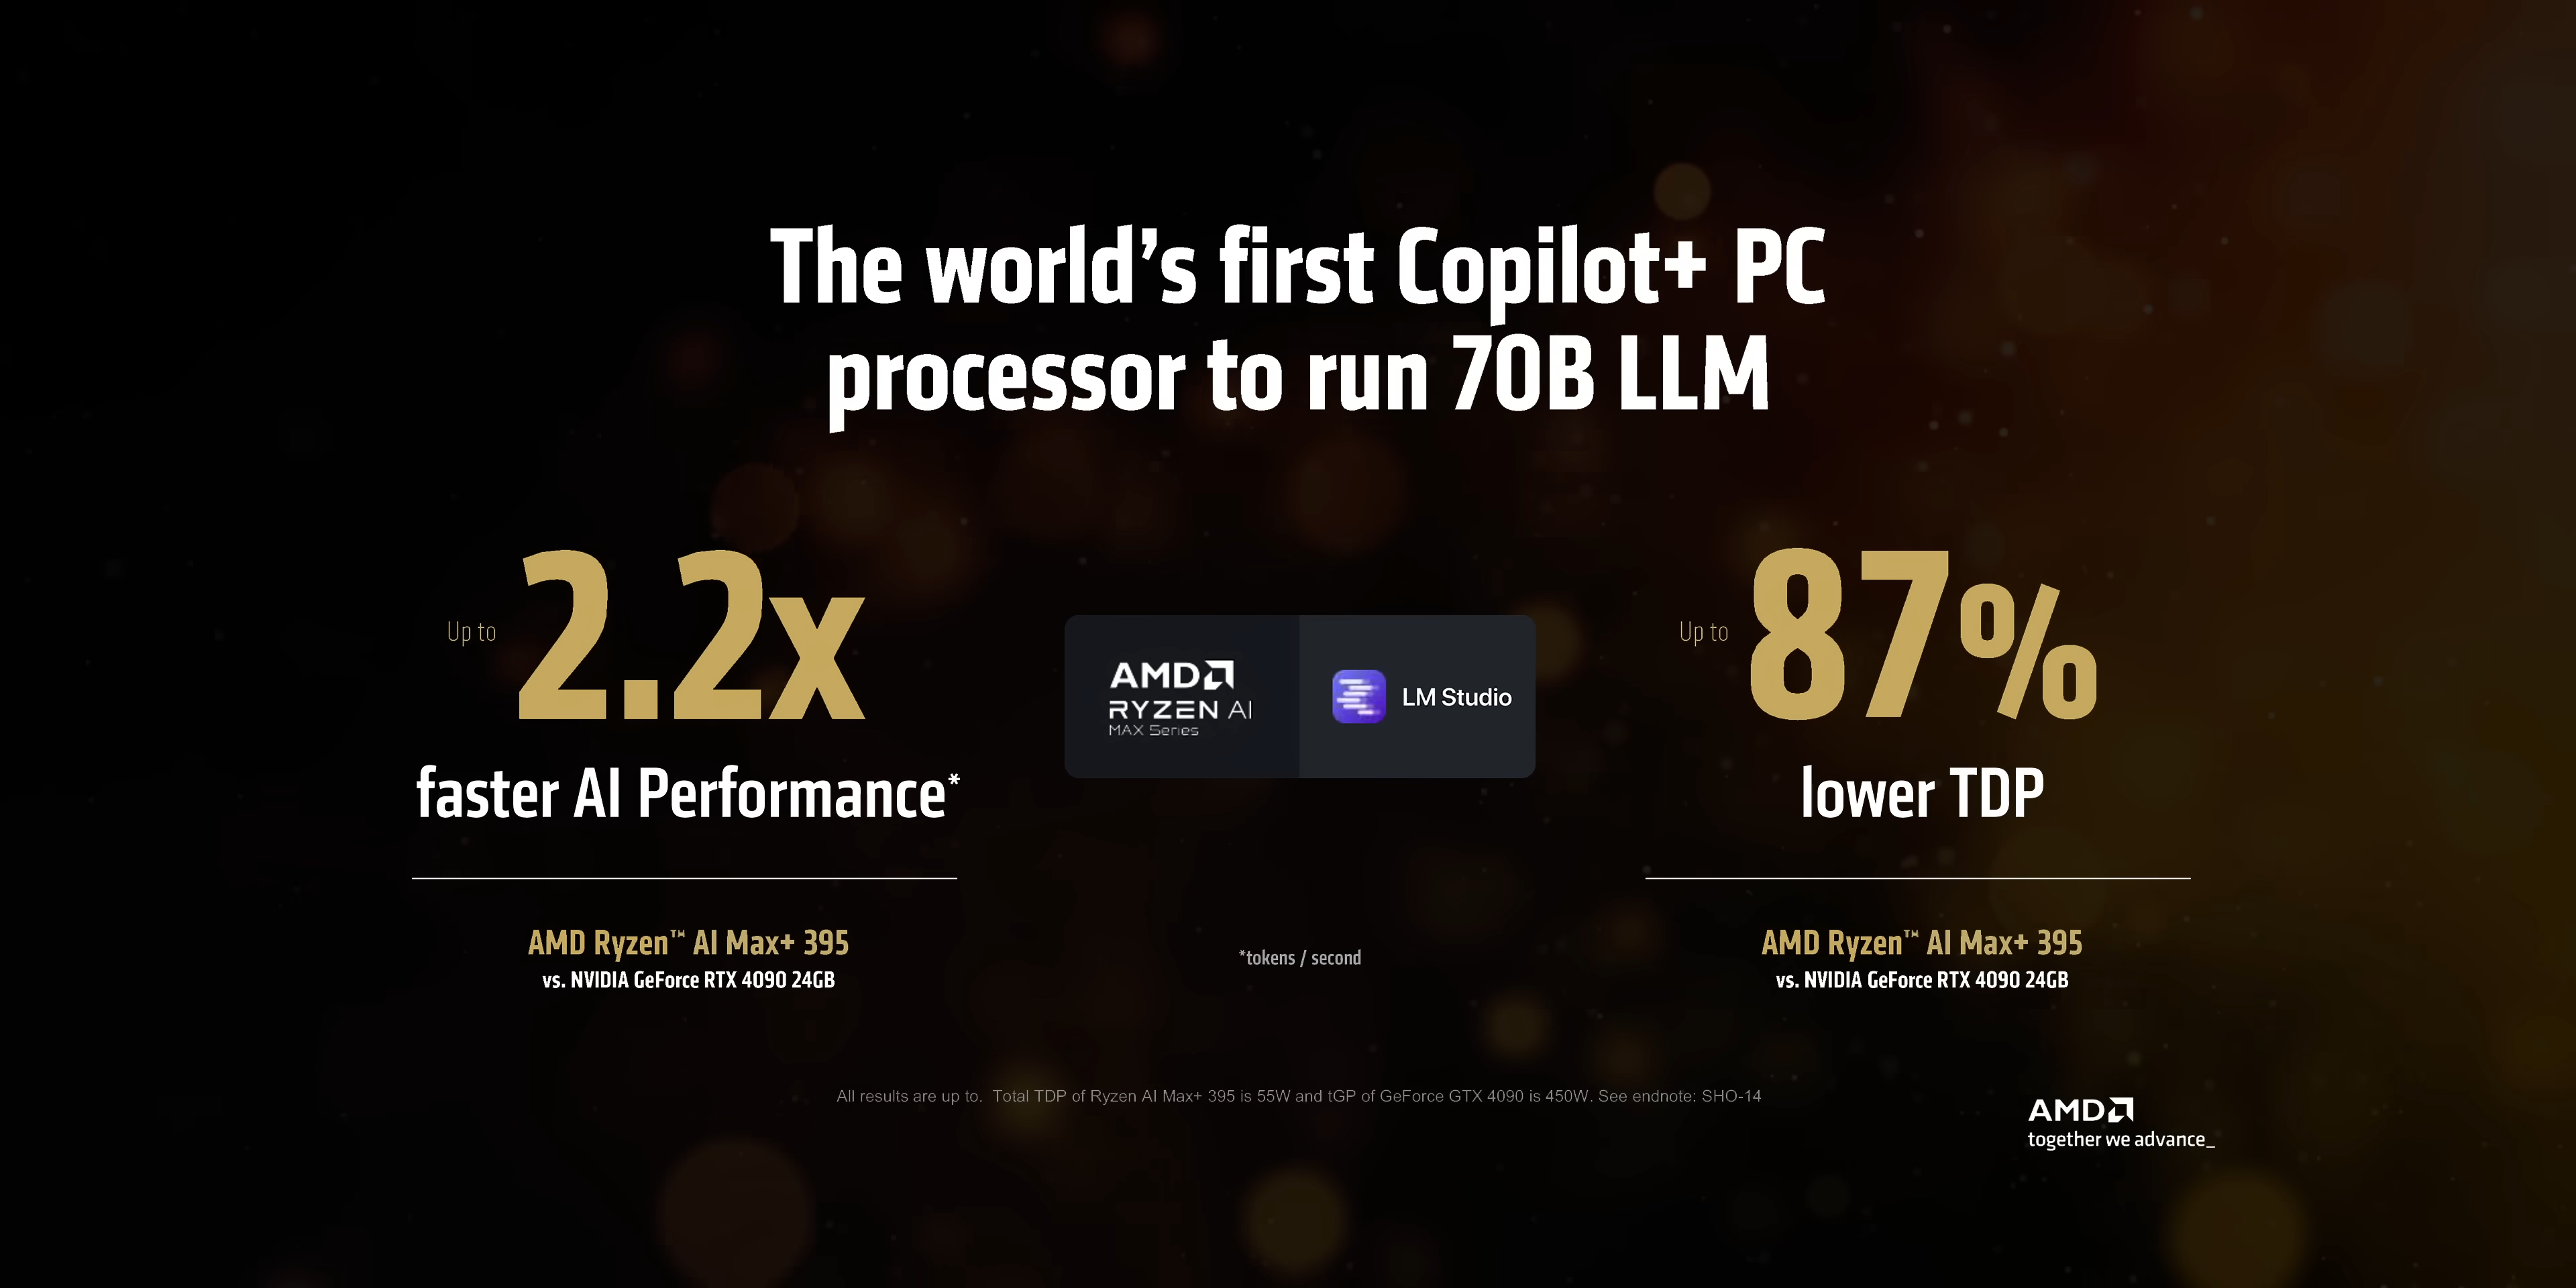 The world’s first Copilot+ PC
processor to run 70B LLM
Up to 2.2x
faster AI Performance*
AMD Ryzen™ AI Max+ 395
vs. NVIDIA GeForce RTX 4090 24GB
AMD
RYZEN AI
MAX Series
LM Studio
*tokens / second
Up to 87%
lower TDP
AMD Ryzen™ AI Max+ 395
vs. NVIDIA GeForce RTX 4090 24GB
All results are up to.  Total TDP of Ryzen AI Max+ 395 is 55W and tGP of GeForce GTX 4090 is 450W. See endnote: SHO-14
AMD
together we advance_